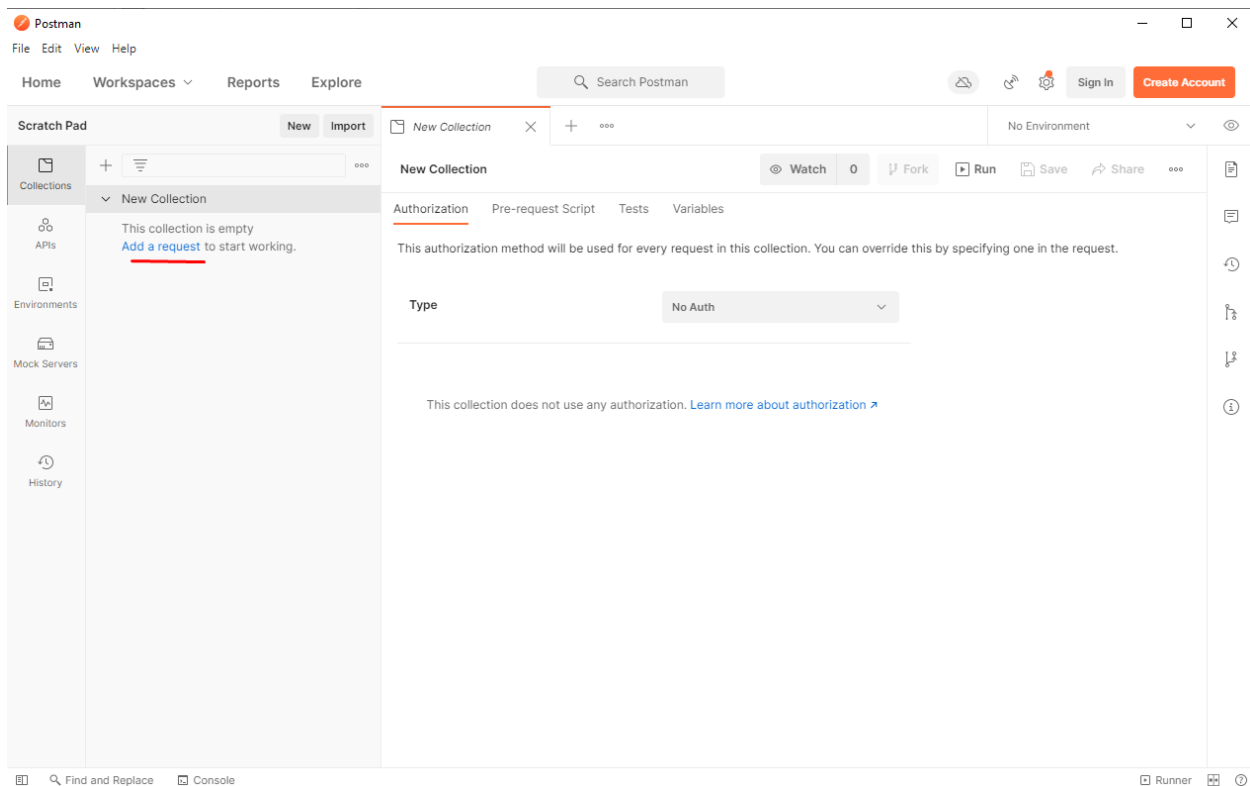 Postman
File Edit View Help
Home Workspaces Reports Explore Search Postman Sign In Create Account
Scratch Pad New Import New Collection No Environment
Collections
New Collection Watch 0 Fork Run Save Share
New Collection
Authorization Pre-request Script Tests Variables
This collection is empty
Add a request to start working.
This authorization method will be used for every request in this collection. You can override this by specifying one in the request.
APIs
Environments
Type No Auth
Mock Servers
This collection does not use any authorization. Learn more about authorization
Monitors
History
Find and Replace Console Runner